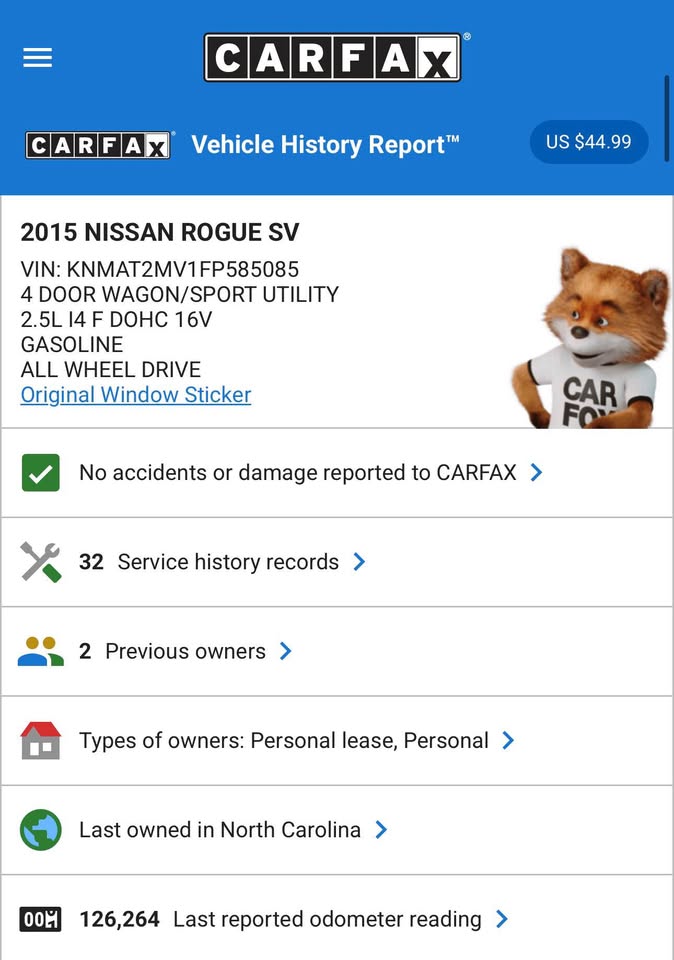 CARFAX®
CARFAX® Vehicle History Report™ US $44.99
2015 NISSAN ROGUE SV
VIN: KNMAT2MV1FP585085
4 DOOR WAGON/SPORT UTILITY
2.5L I4 F DOHC 16V
GASOLINE
ALL WHEEL DRIVE
Original Window Sticker
CAR
FOX
No accidents or damage reported to CARFAX
32 Service history records
2 Previous owners
Types of owners: Personal lease, Personal
Last owned in North Carolina
126,264 Last reported odometer reading